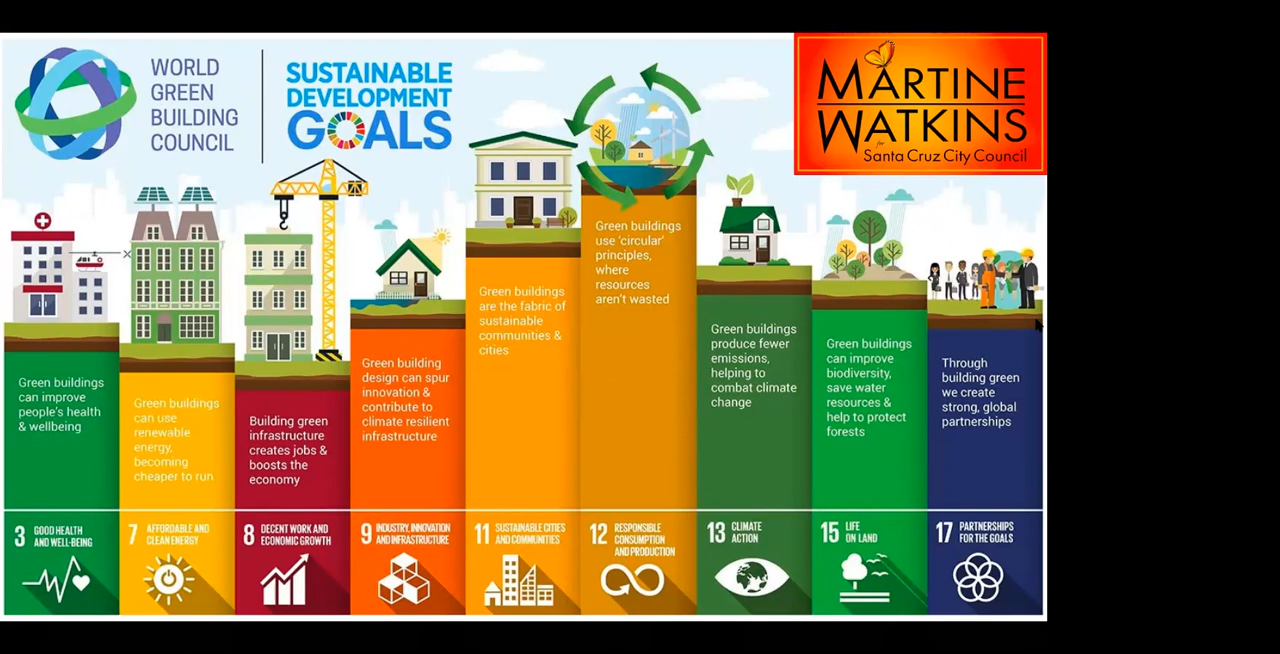 WORLD
GREEN
BUILDING
COUNCIL
SUSTAINABLE
DEVELOPMENT
GOALS
MARTINE
WATKINS
for
Santa Cruz City Council
Green buildings
can improve
people's health
& wellbeing
Green buildings
can use
renewable
energy,
becoming
cheaper to run
Building green
infrastructure
creates jobs &
boosts the
economy
Green building
design can spur
innovation &
contribute to
climate resilient
infrastructure
Green buildings
are the fabric of
sustainable
communities &
cities
Green buildings
use 'circular'
principles,
where
resources
aren't wasted
Green buildings
produce fewer
emissions,
helping to
combat climate
change
Green buildings
can improve
biodiversity,
save water
resources &
help to protect
forests
Through
building green
we create
strong, global
partnerships
3 GOOD HEALTH
AND WELL-BEING
7 AFFORDABLE AND
CLEAN ENERGY
8 DECENT WORK AND
ECONOMIC GROWTH
9 INDUSTRY, INNOVATION
AND INFRASTRUCTURE
11 SUSTAINABLE CITIES
AND COMMUNITIES
12 RESPONSIBLE
CONSUMPTION
AND PRODUCTION
13 CLIMATE
ACTION
15 LIFE
ON LAND
17 PARTNERSHIPS
FOR THE GOALS